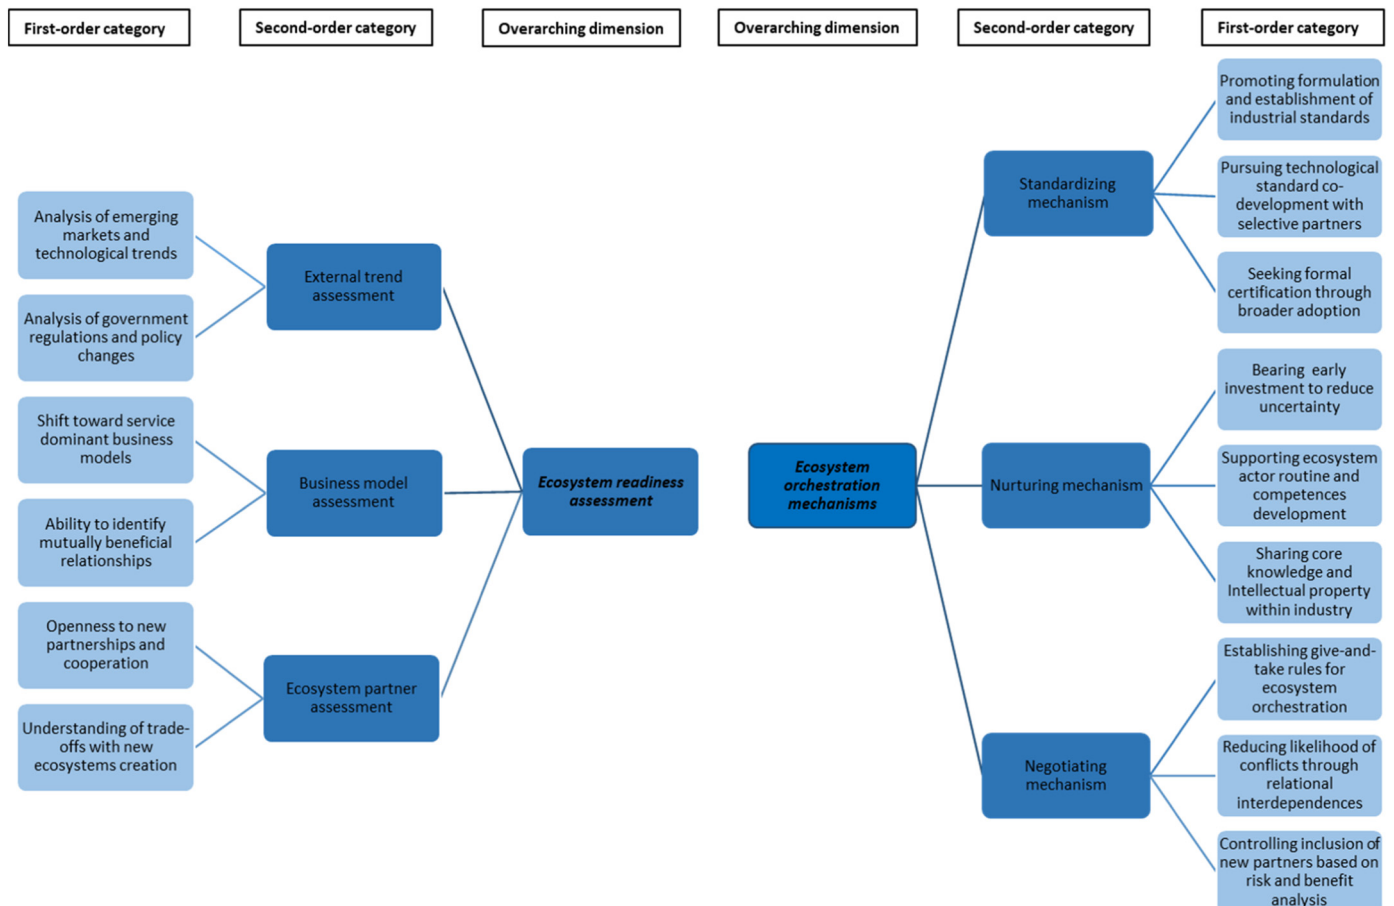 First-order category
Second-order category
Overarching dimension
Overarching dimension
Second-order category
First-order category
Analysis of emerging
markets and
technological trends
Analysis of government
regulations and policy
changes
Shift toward service
dominant business
models
Ability to identify
mutually beneficial
relationships
Openness to new
partnerships and
cooperation
Understanding of trade-
offs with new
ecosystems creation
External trend
assessment
Business model
assessment
Ecosystem partner
assessment
Ecosystem readiness
assessment
Ecosystem
orchestration
mechanisms
Standardizing
mechanism
Nurturing mechanism
Negotiating
mechanism
Promoting formulation
and establishment of
industrial standards
Pursuing technological
standard co-
development with
selective partners
Seeking formal
certification through
broader adoption
Bearing  early
investment to reduce
uncertainty
Supporting ecosystem
actor routine and
competences
development
Sharing core
knowledge and
Intellectual property
within industry
Establishing give-and-
take rules for
ecosystem
orchestration
Reducing likelihood of
conflicts through
relational
interdependences
Controlling inclusion of
new partners based on
risk and benefit
analysis